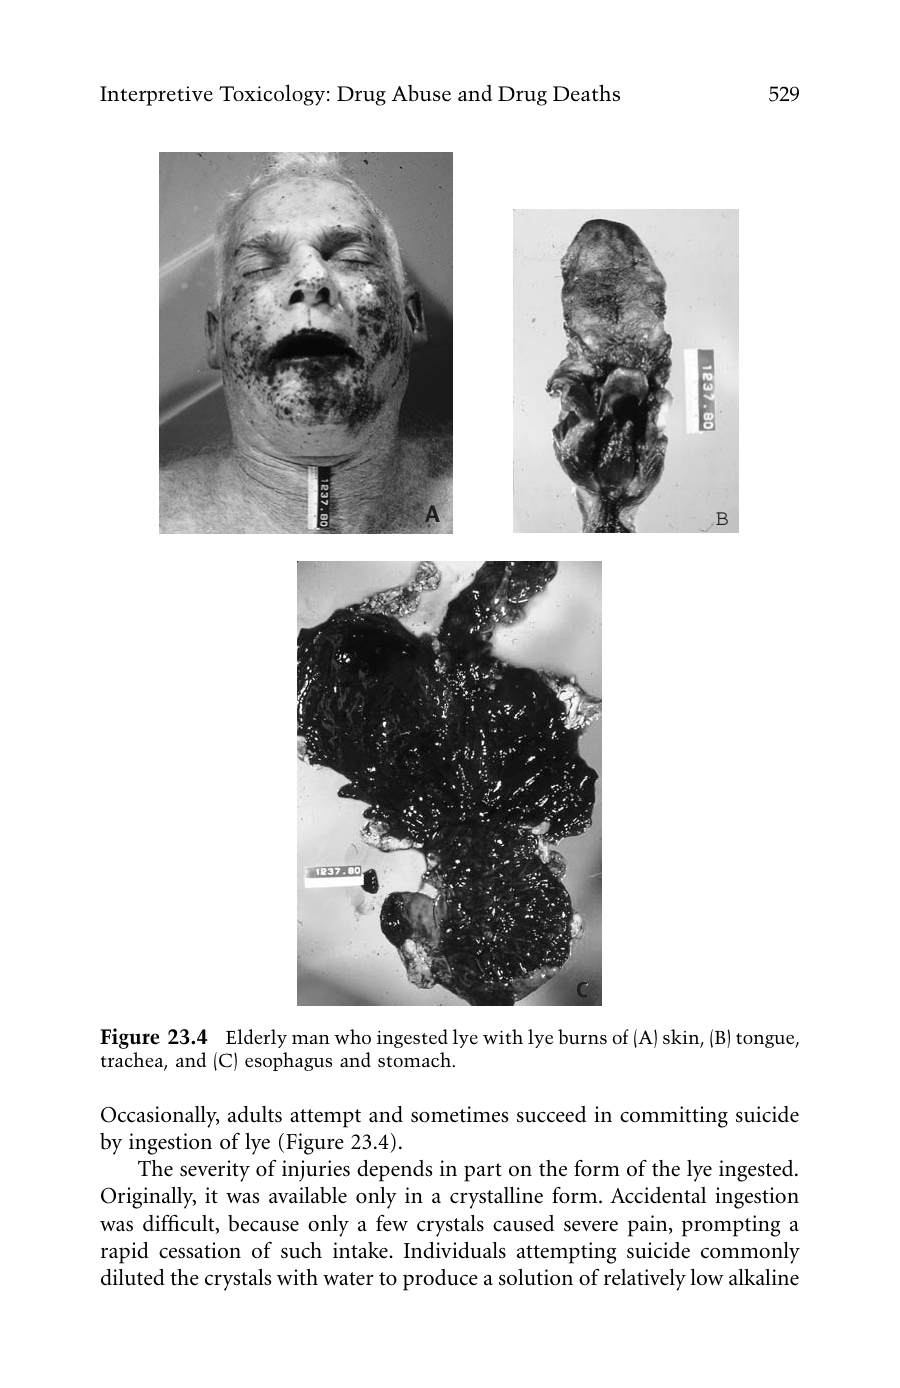 Interpretive Toxicology: Drug Abuse and Drug Deaths 529
1237.80
A
1237.80
B
1237.80
C
Figure 23.4 Elderly man who ingested lye with lye burns of (A) skin, (B) tongue,
trachea, and (C) esophagus and stomach.
Occasionally, adults attempt and sometimes succeed in committing suicide
by ingestion of lye (Figure 23.4).
The severity of injuries depends in part on the form of the lye ingested.
Originally, it was available only in a crystalline form. Accidental ingestion
was difficult, because only a few crystals caused severe pain, prompting a
rapid cessation of such intake. Individuals attempting suicide commonly
diluted the crystals with water to produce a solution of relatively low alkaline